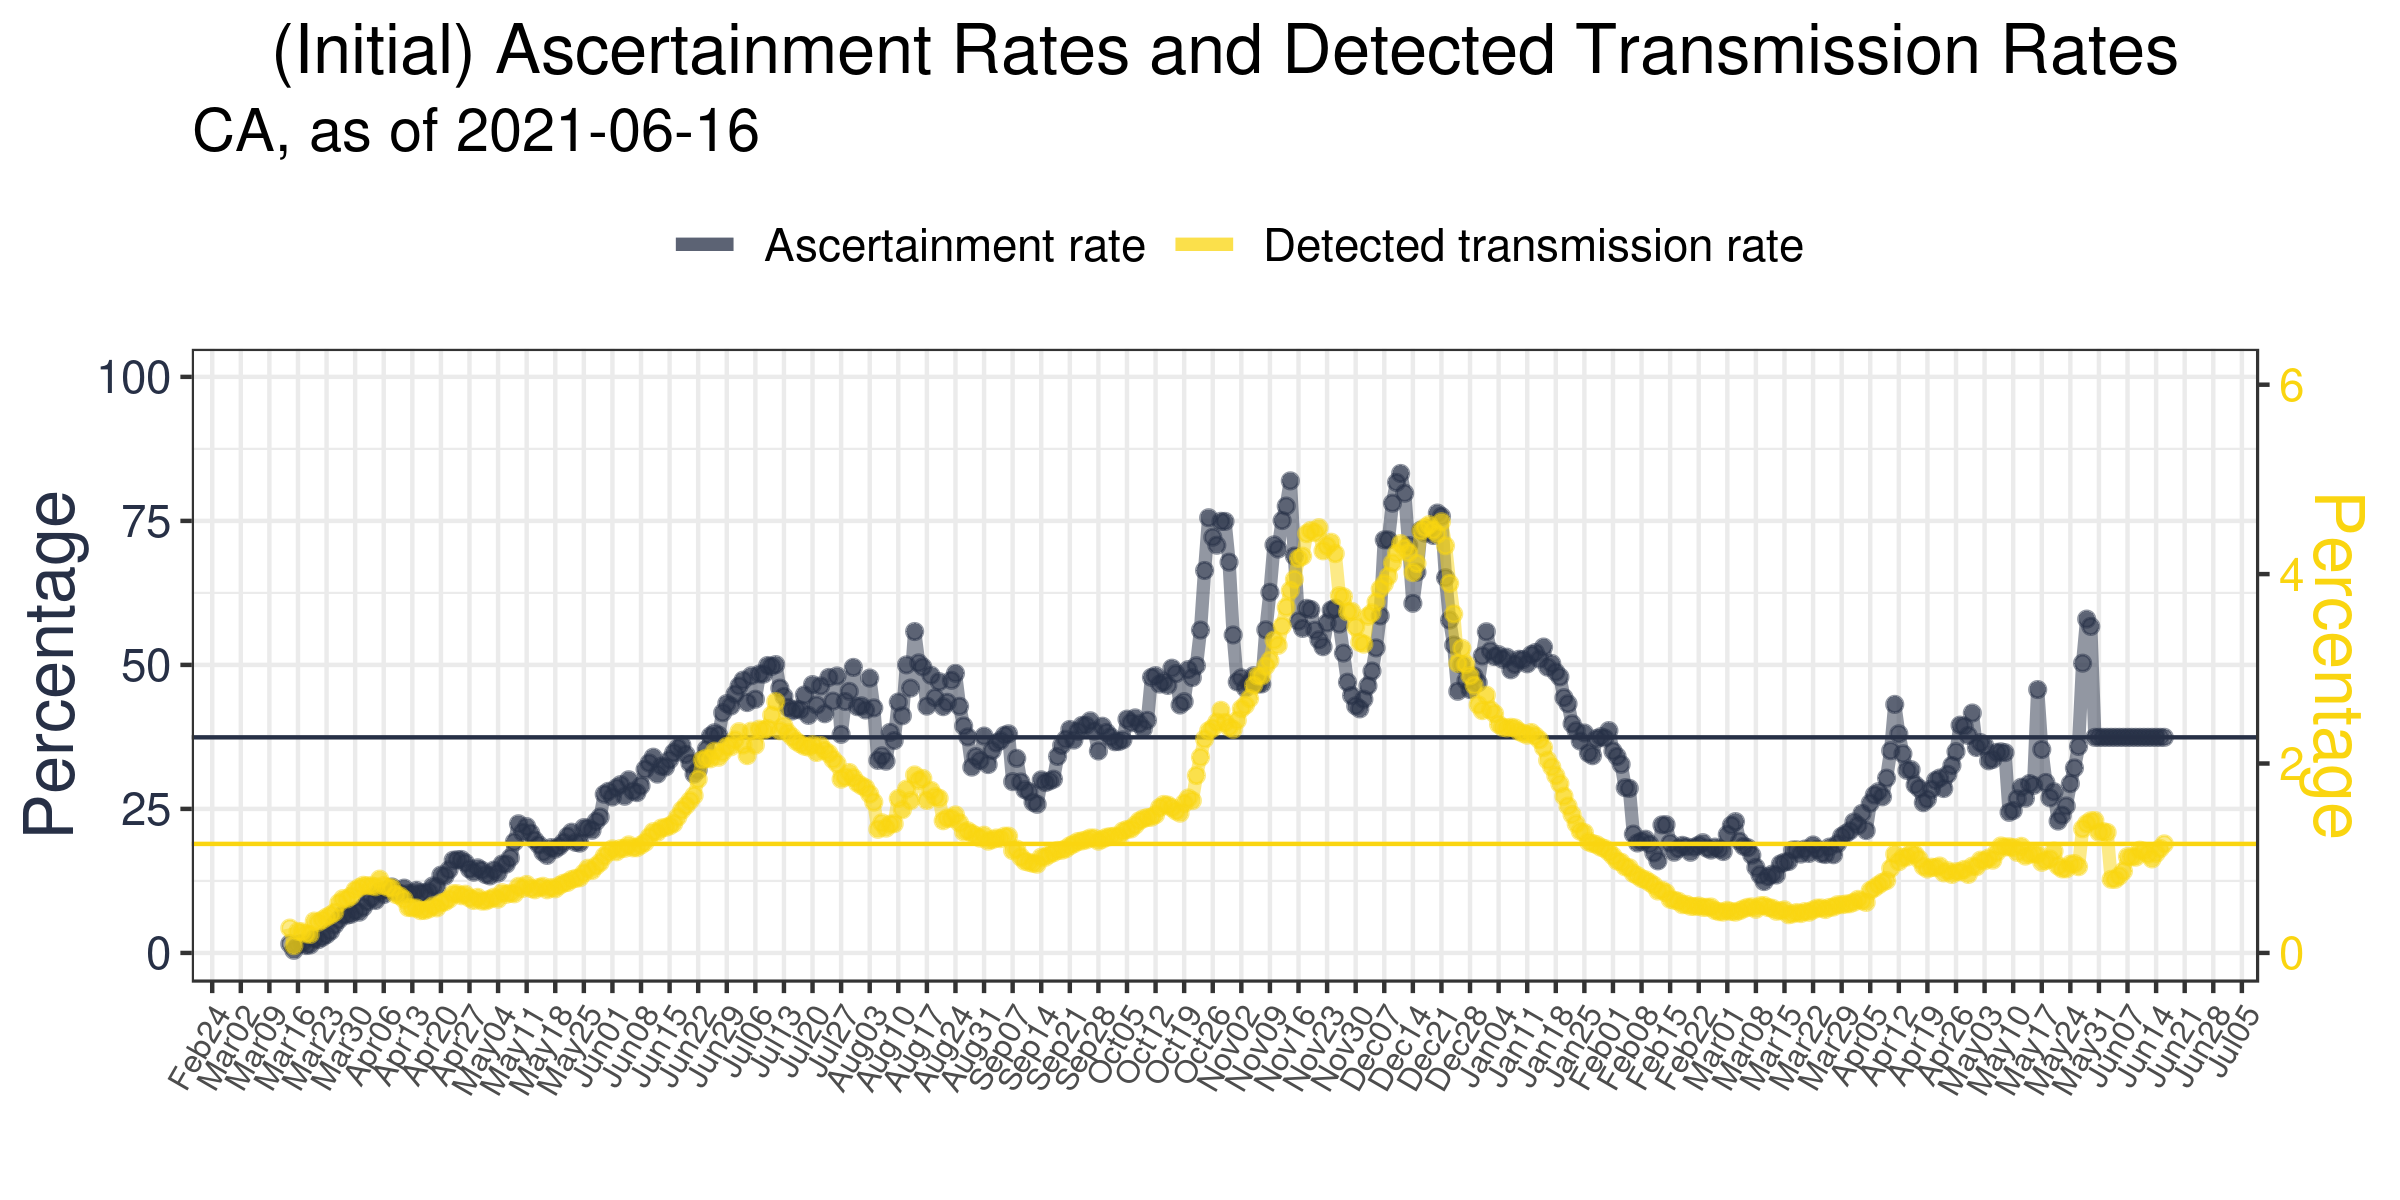 (Initial) Ascertainment Rates and Detected Transmission Rates
CA, as of 2021-06-16
Ascertainment rate Detected transmission rate
Percentage
100
75
50
25
0
6
4
2
0
Percentage
Feb24 Mar02 Mar09 Mar16 Mar23 Mar30 Apr06 Apr13 Apr20 Apr27 May04 May11 May18 May25 Jun01 Jun08 Jun15 Jun22 Jun29 Jul06 Jul13 Jul20 Jul27 Aug03 Aug10 Aug17 Aug24 Aug31 Sep07 Sep14 Sep21 Sep28 Oct05 Oct12 Oct19 Oct26 Nov02 Nov09 Nov16 Nov23 Nov30 Dec07 Dec14 Dec21 Dec28 Jan04 Jan11 Jan18 Jan25 Feb01 Feb08 Feb15 Feb22 Mar01 Mar08 Mar15 Mar22 Mar29 Apr05 Apr12 Apr19 Apr26 May03 May10 May17 May24 May31 Jun07 Jun14 Jun21 Jun28 Jul05